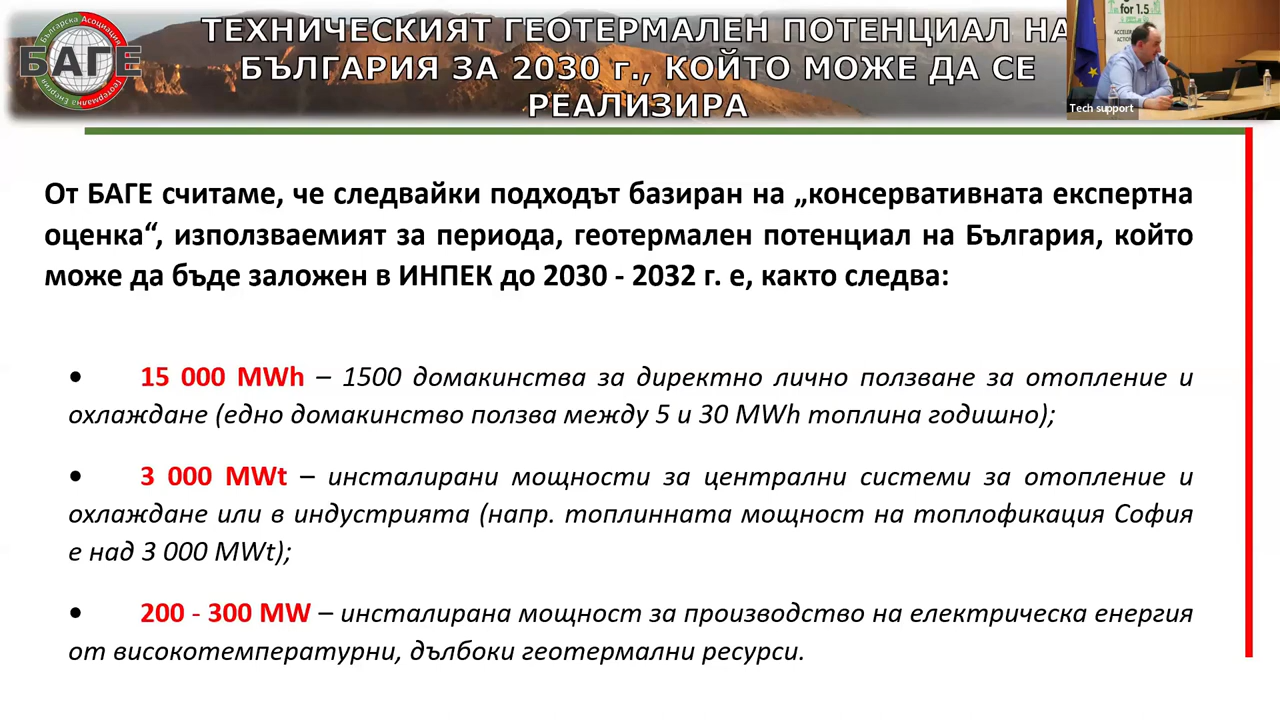 Българска Асоциация
БАГЕ
Геотермална Енергия
ТЕХНИЧЕСКИЯТ ГЕОТЕРМАЛЕН ПОТЕНЦИАЛ НА
БЪЛГАРИЯ ЗА 2030 г., КОЙТО МОЖЕ ДА СЕ
РЕАЛИЗИРА
for 1.5
Tech support
От БАГЕ считаме, че следвайки подходът базиран на „консервативната експертна
оценка“, използваемият за периода, геотермален потенциал на България, който
може да бъде заложен в ИНПЕК до 2030 - 2032 г. е, както следва:
• 15 000 MWh – 1500 домакинства за директно лично ползване за отопление и
охлаждане (едно домакинство ползва между 5 и 30 MWh топлина годишно);
• 3 000 MWt – инсталирани мощности за централни системи за отопление и
охлаждане или в индустрията (напр. топлинната мощност на топлофикация София
е над 3 000 MWt);
• 200 - 300 MW – инсталирана мощност за производство на електрическа енергия
от високотемпературни, дълбоки геотермални ресурси.